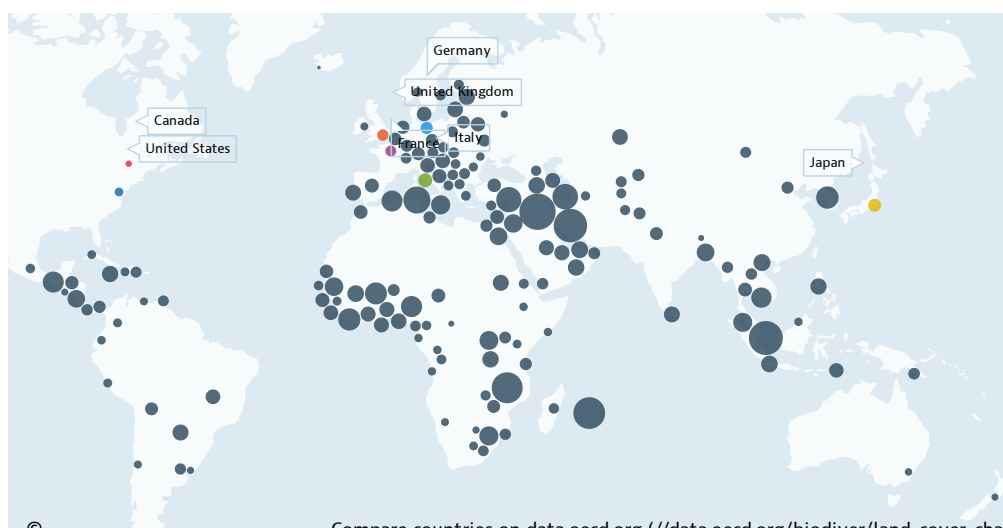 Germany
United Kingdom
Canada
United States
France
Italy
Japan
©
Compare countries on data.oecd.org (//data.oecd.org/biodiver/land-cover-cha